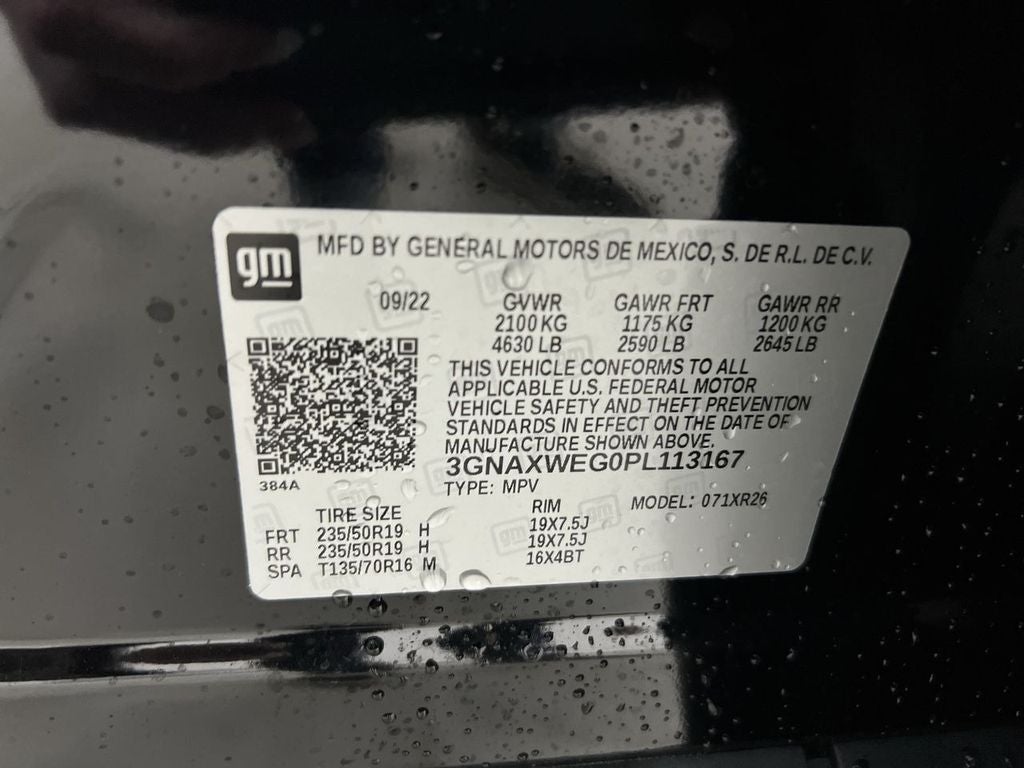 gm MFD BY GENERAL MOTORS DE MEXICO, S. DE R.L. DE C.V.
09/22 GVWR GAWR FRT GAWR RR
2100 KG 1175 KG 1200 KG
4630 LB 2590 LB 2645 LB
THIS VEHICLE CONFORMS TO ALL
APPLICABLE U.S. FEDERAL MOTOR
VEHICLE SAFETY AND THEFT PREVENTION
STANDARDS IN EFFECT ON THE DATE OF
MANUFACTURE SHOWN ABOVE.
3GNAXWEG0PL113167
384A
TYPE: MPV
MODEL: 071XR26
TIRE SIZE RIM
FRT 235/50R19 H 19X7.5J
RR 235/50R19 H 19X7.5J
SPA T135/70R16 M 16X4BT